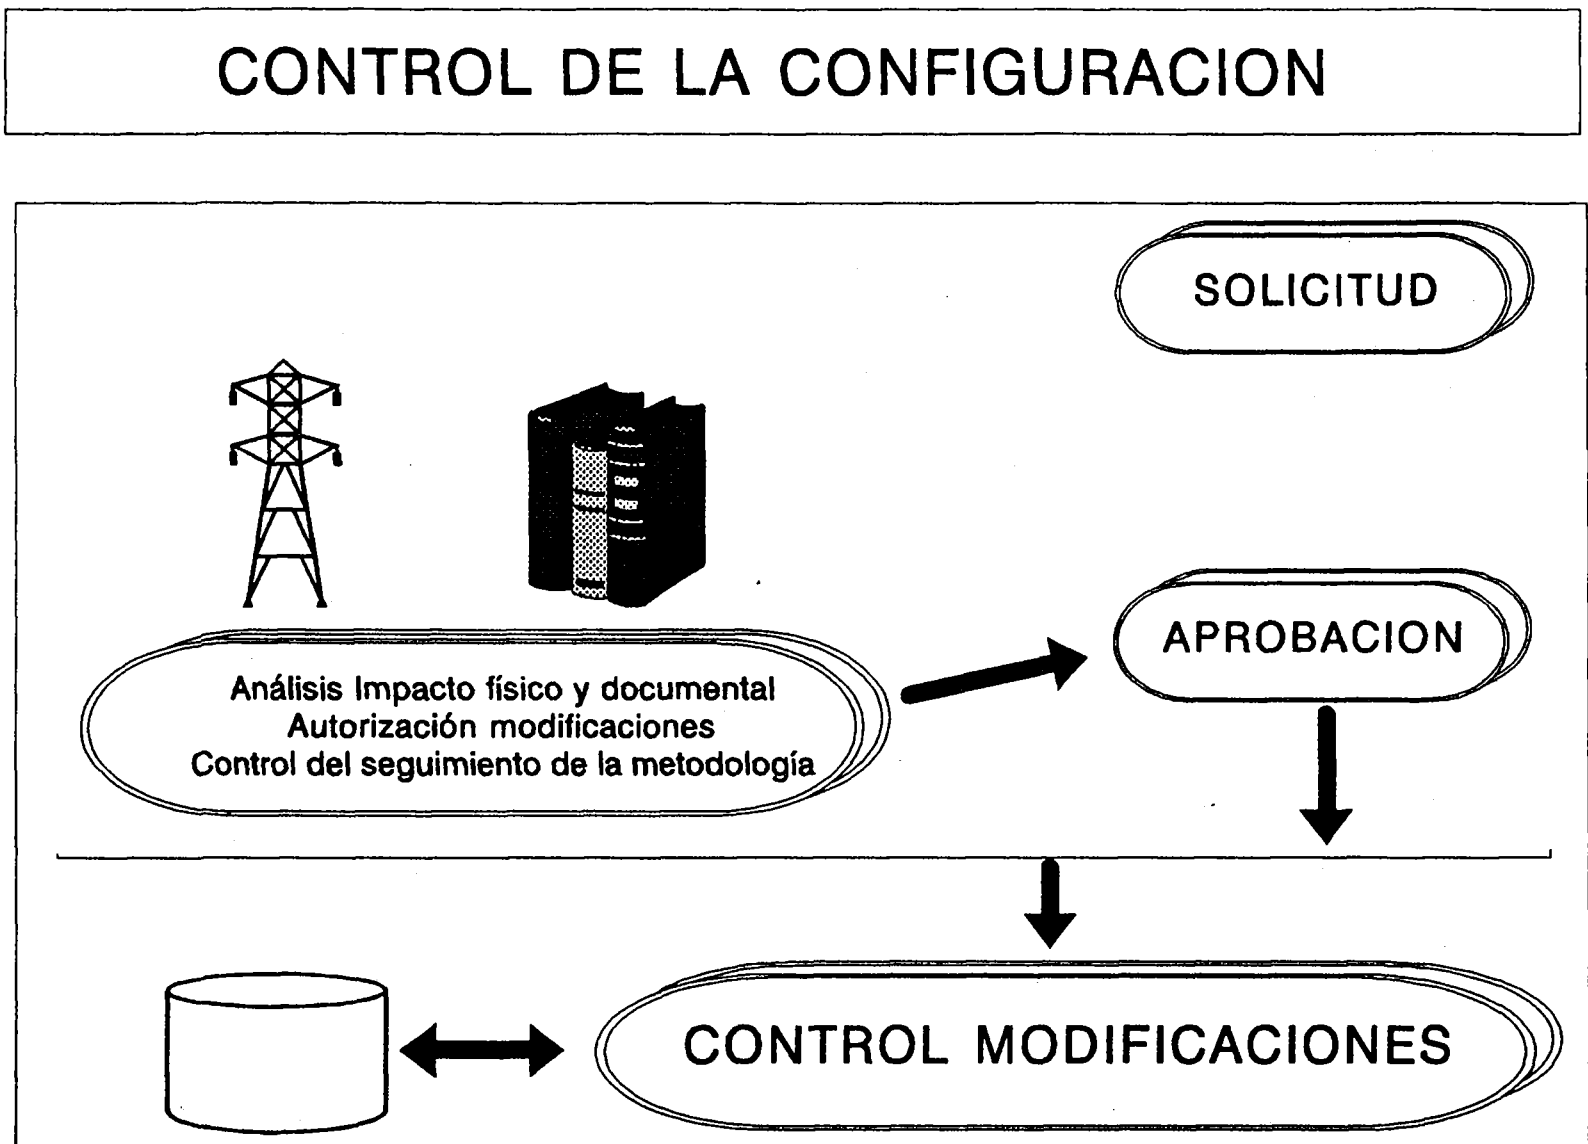 CONTROL DE LA CONFIGURACION
SOLICITUD
APROBACION
Análisis Impacto físico y documental
Autorización modificaciones
Control del seguimiento de la metodología
CONTROL MODIFICACIONES